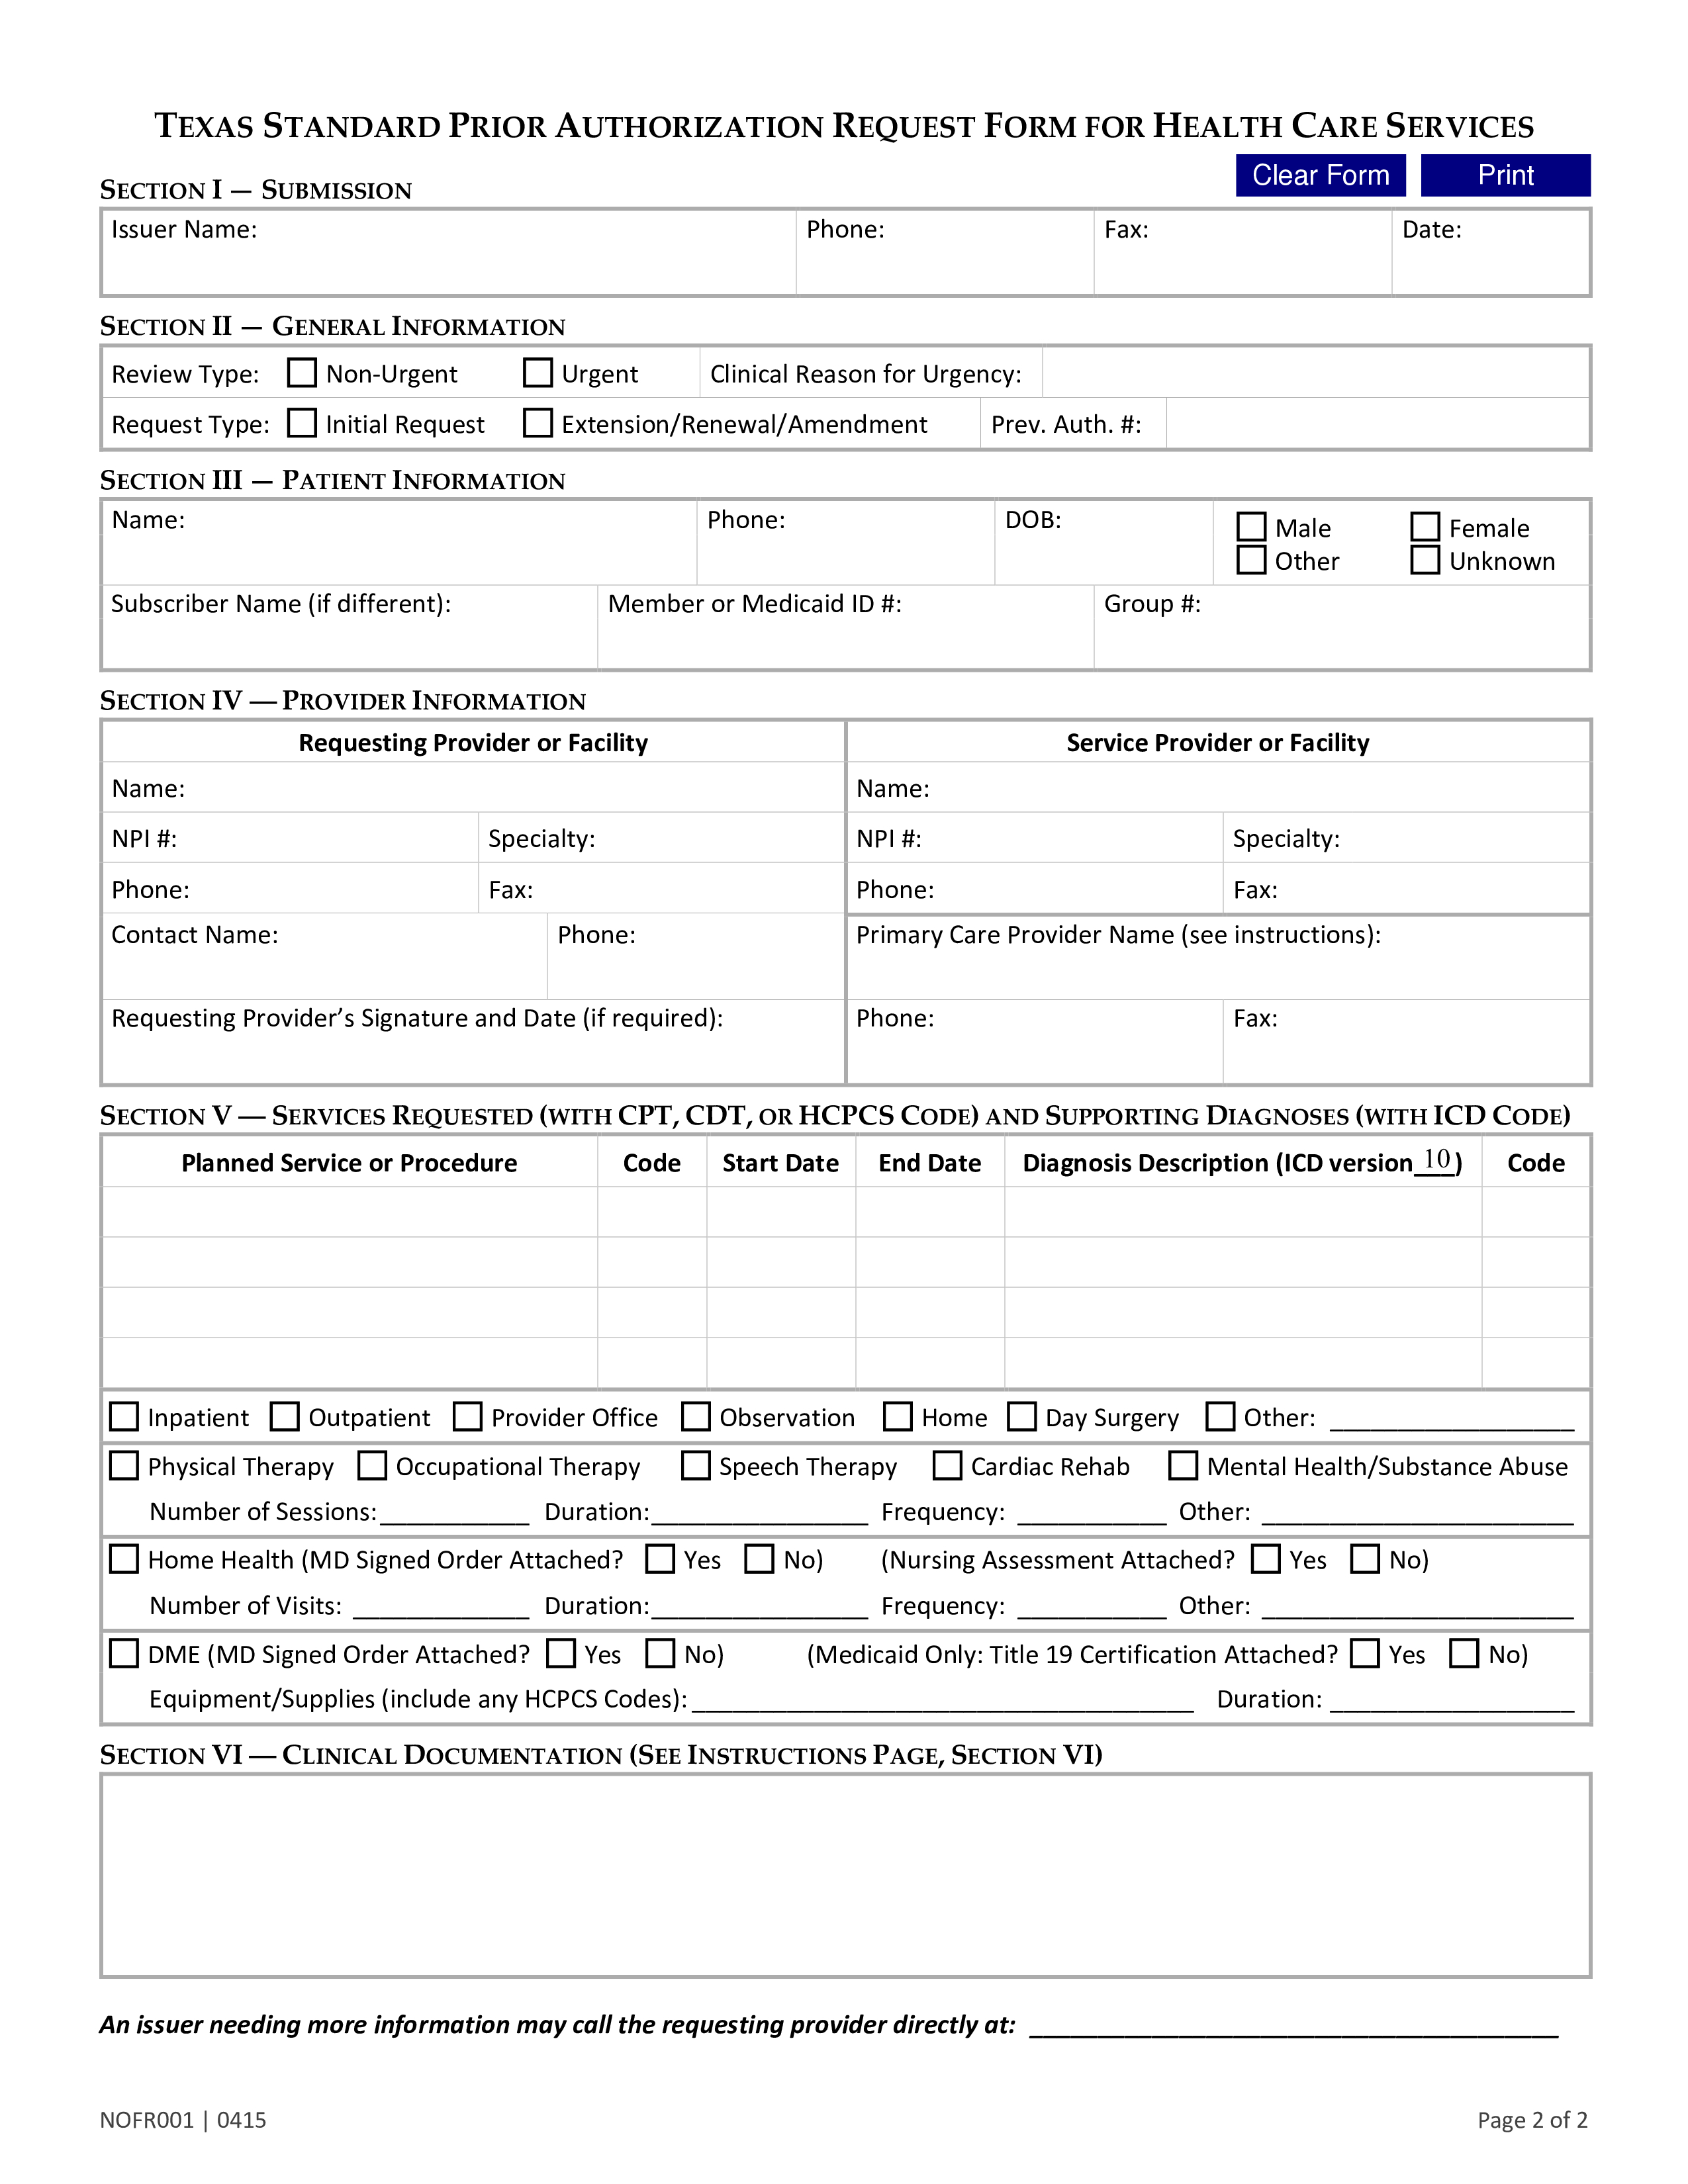 TEXAS STANDARD PRIOR AUTHORIZATION REQUEST FORM FOR HEALTH CARE SERVICES
Clear Form Print
SECTION I — SUBMISSION
Issuer Name: Phone: Fax: Date:
SECTION II — GENERAL INFORMATION
Review Type: Non-Urgent Urgent Clinical Reason for Urgency:
Request Type: Initial Request Extension/Renewal/Amendment Prev. Auth. #:
SECTION III — PATIENT INFORMATION
Name: Phone: DOB: Male Female
Other Unknown
Subscriber Name (if different): Member or Medicaid ID #: Group #:
SECTION IV — PROVIDER INFORMATION
Requesting Provider or Facility Service Provider or Facility
Name: Name:
NPI #: Specialty: NPI #: Specialty:
Phone: Fax: Phone: Fax:
Contact Name: Phone: Primary Care Provider Name (see instructions):
Requesting Provider’s Signature and Date (if required): Phone: Fax:
SECTION V — SERVICES REQUESTED (WITH CPT, CDT, OR HCPCS CODE) AND SUPPORTING DIAGNOSES (WITH ICD CODE)
Planned Service or Procedure Code Start Date End Date Diagnosis Description (ICD version 10) Code
Inpatient Outpatient Provider Office Observation Home Day Surgery Other: __________________
Physical Therapy Occupational Therapy Speech Therapy Cardiac Rehab Mental Health/Substance Abuse
Number of Sessions: ___________ Duration: ________________ Frequency: ___________ Other: _______________________
Home Health (MD Signed Order Attached? Yes No) (Nursing Assessment Attached? Yes No)
Number of Visits: _____________ Duration: ________________ Frequency: ___________ Other: _______________________
DME (MD Signed Order Attached? Yes No) (Medicaid Only: Title 19 Certification Attached? Yes No)
Equipment/Supplies (include any HCPCS Codes): _____________________________________ Duration: __________________
SECTION VI — CLINICAL DOCUMENTATION (SEE INSTRUCTIONS PAGE, SECTION VI)
An issuer needing more information may call the requesting provider directly at: _______________________________________
NOFR001 | 0415 Page 2 of 2